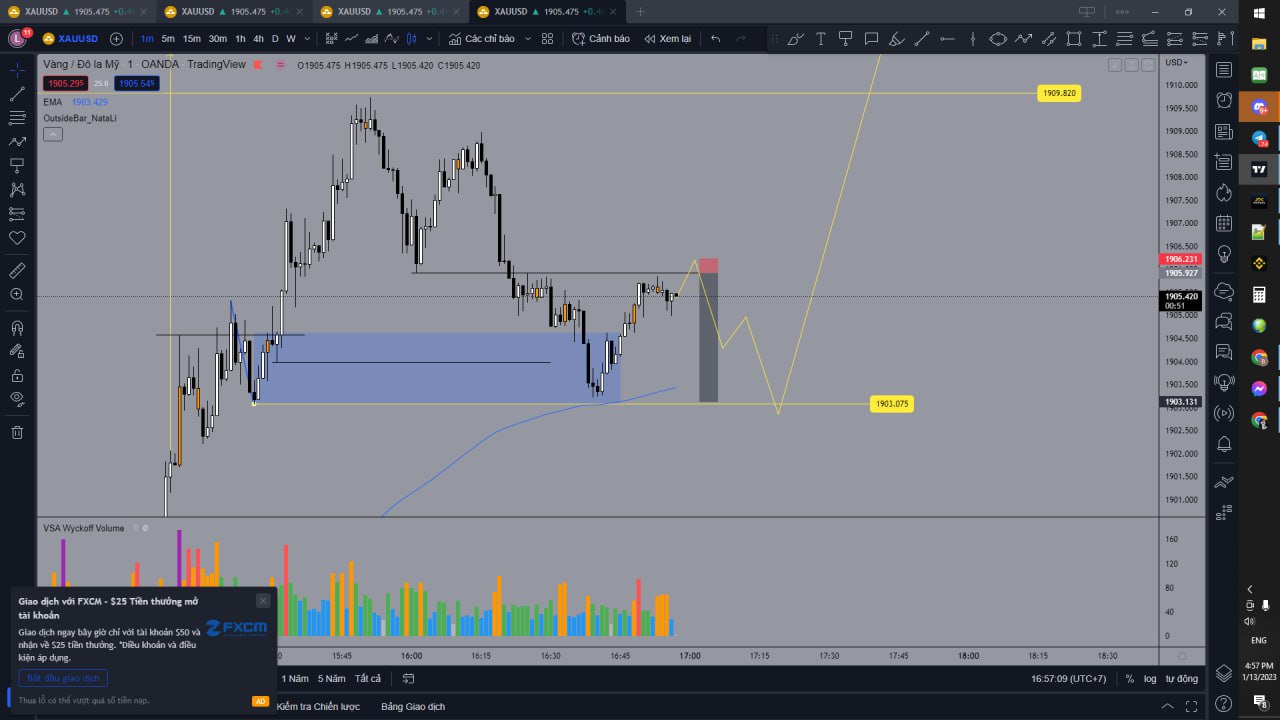 XAUUSD ▲ 1905.475 +0.4
XAUUSD ▲ 1905.475 +0.4
XAUUSD ▲ 1905.475 +0.4
XAUUSD ▲ 1905.475 +0.4
L 11 XAUUSD 1m 5m 15m 30m 1h 4h D W Các chỉ báo Cảnh báo Xem lại
Vàng / Đô la Mỹ 1 OANDA TradingView O1905.475 H1905.475 L1905.420 C1905.420
USD
1905.295 25.0 1905.545
EMA 1903.429
OutsideBar_NataLi
1910.000
1909.820
1909.500
1909.000
1908.500
1908.000
1907.500
1907.000
1906.500
1906.231
1905.927
1905.420
00:51
1905.000
1904.500
1904.000
1903.500
1903.131
1903.075
1902.500
1902.000
1901.500
1901.000
VSA Wyckoff Volume 0 Ø
160
120
80
40
0
Giao dịch với FXCM - $25 Tiền thưởng mở
tài khoản
Giao dịch ngay bây giờ chỉ với tài khoản $50 và
nhận về $25 tiền thưởng. *Điều khoản và điều
kiện áp dụng.
FXCM
Bắt đầu giao dịch
Thua lỗ có thể vượt quá số tiền nạp.
AD
15:45 16:00 16:15 16:30 16:45 17:00 17:15 17:30 17:45 18:00 18:15 18:30
1 Năm 5 Năm Tất cả
16:57:09 (UTC+7) % log tự động
Kiểm tra Chiến lược Bảng Giao dịch
ENG
4:57 PM
1/13/2023